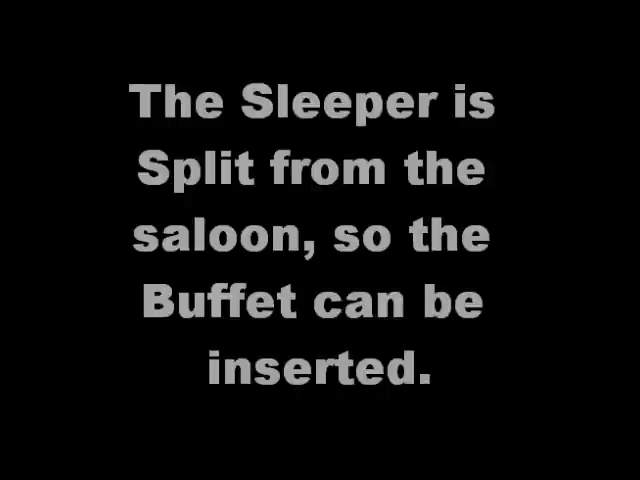 The Sleeper is
Split from the
saloon, so the
Buffet can be
inserted.